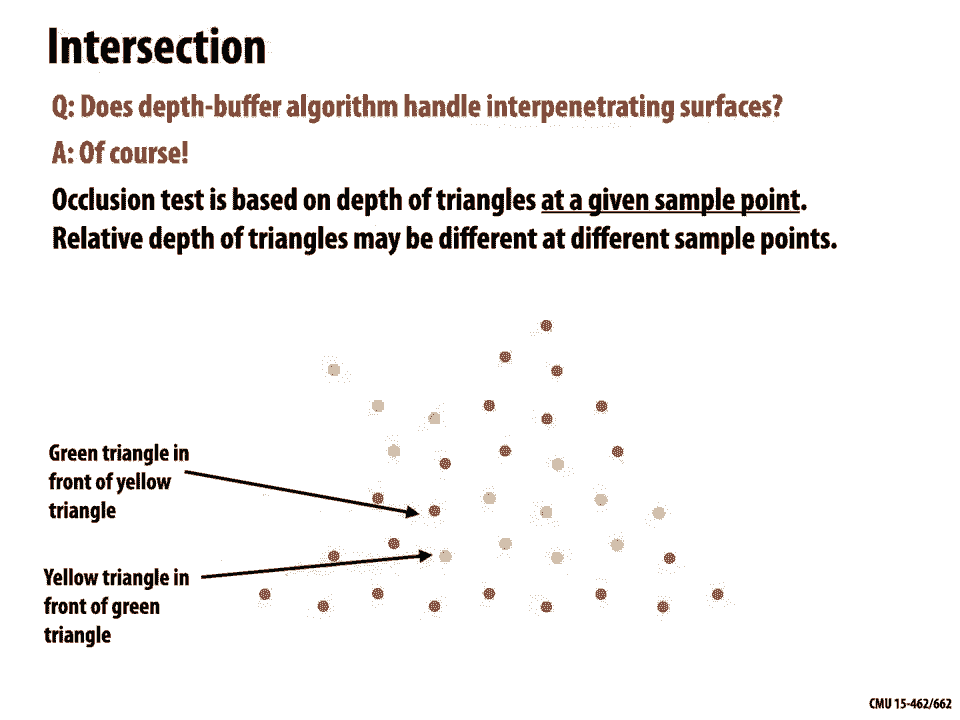 Intersection
Q: Does depth-buffer algorithm handle interpenetrating surfaces?
A: Of course!
Occlusion test is based on depth of triangles at a given sample point.
Relative depth of triangles may be different at different sample points.
Green triangle in
front of yellow
triangle
Yellow triangle in
front of green
triangle
CMU 15-462/662